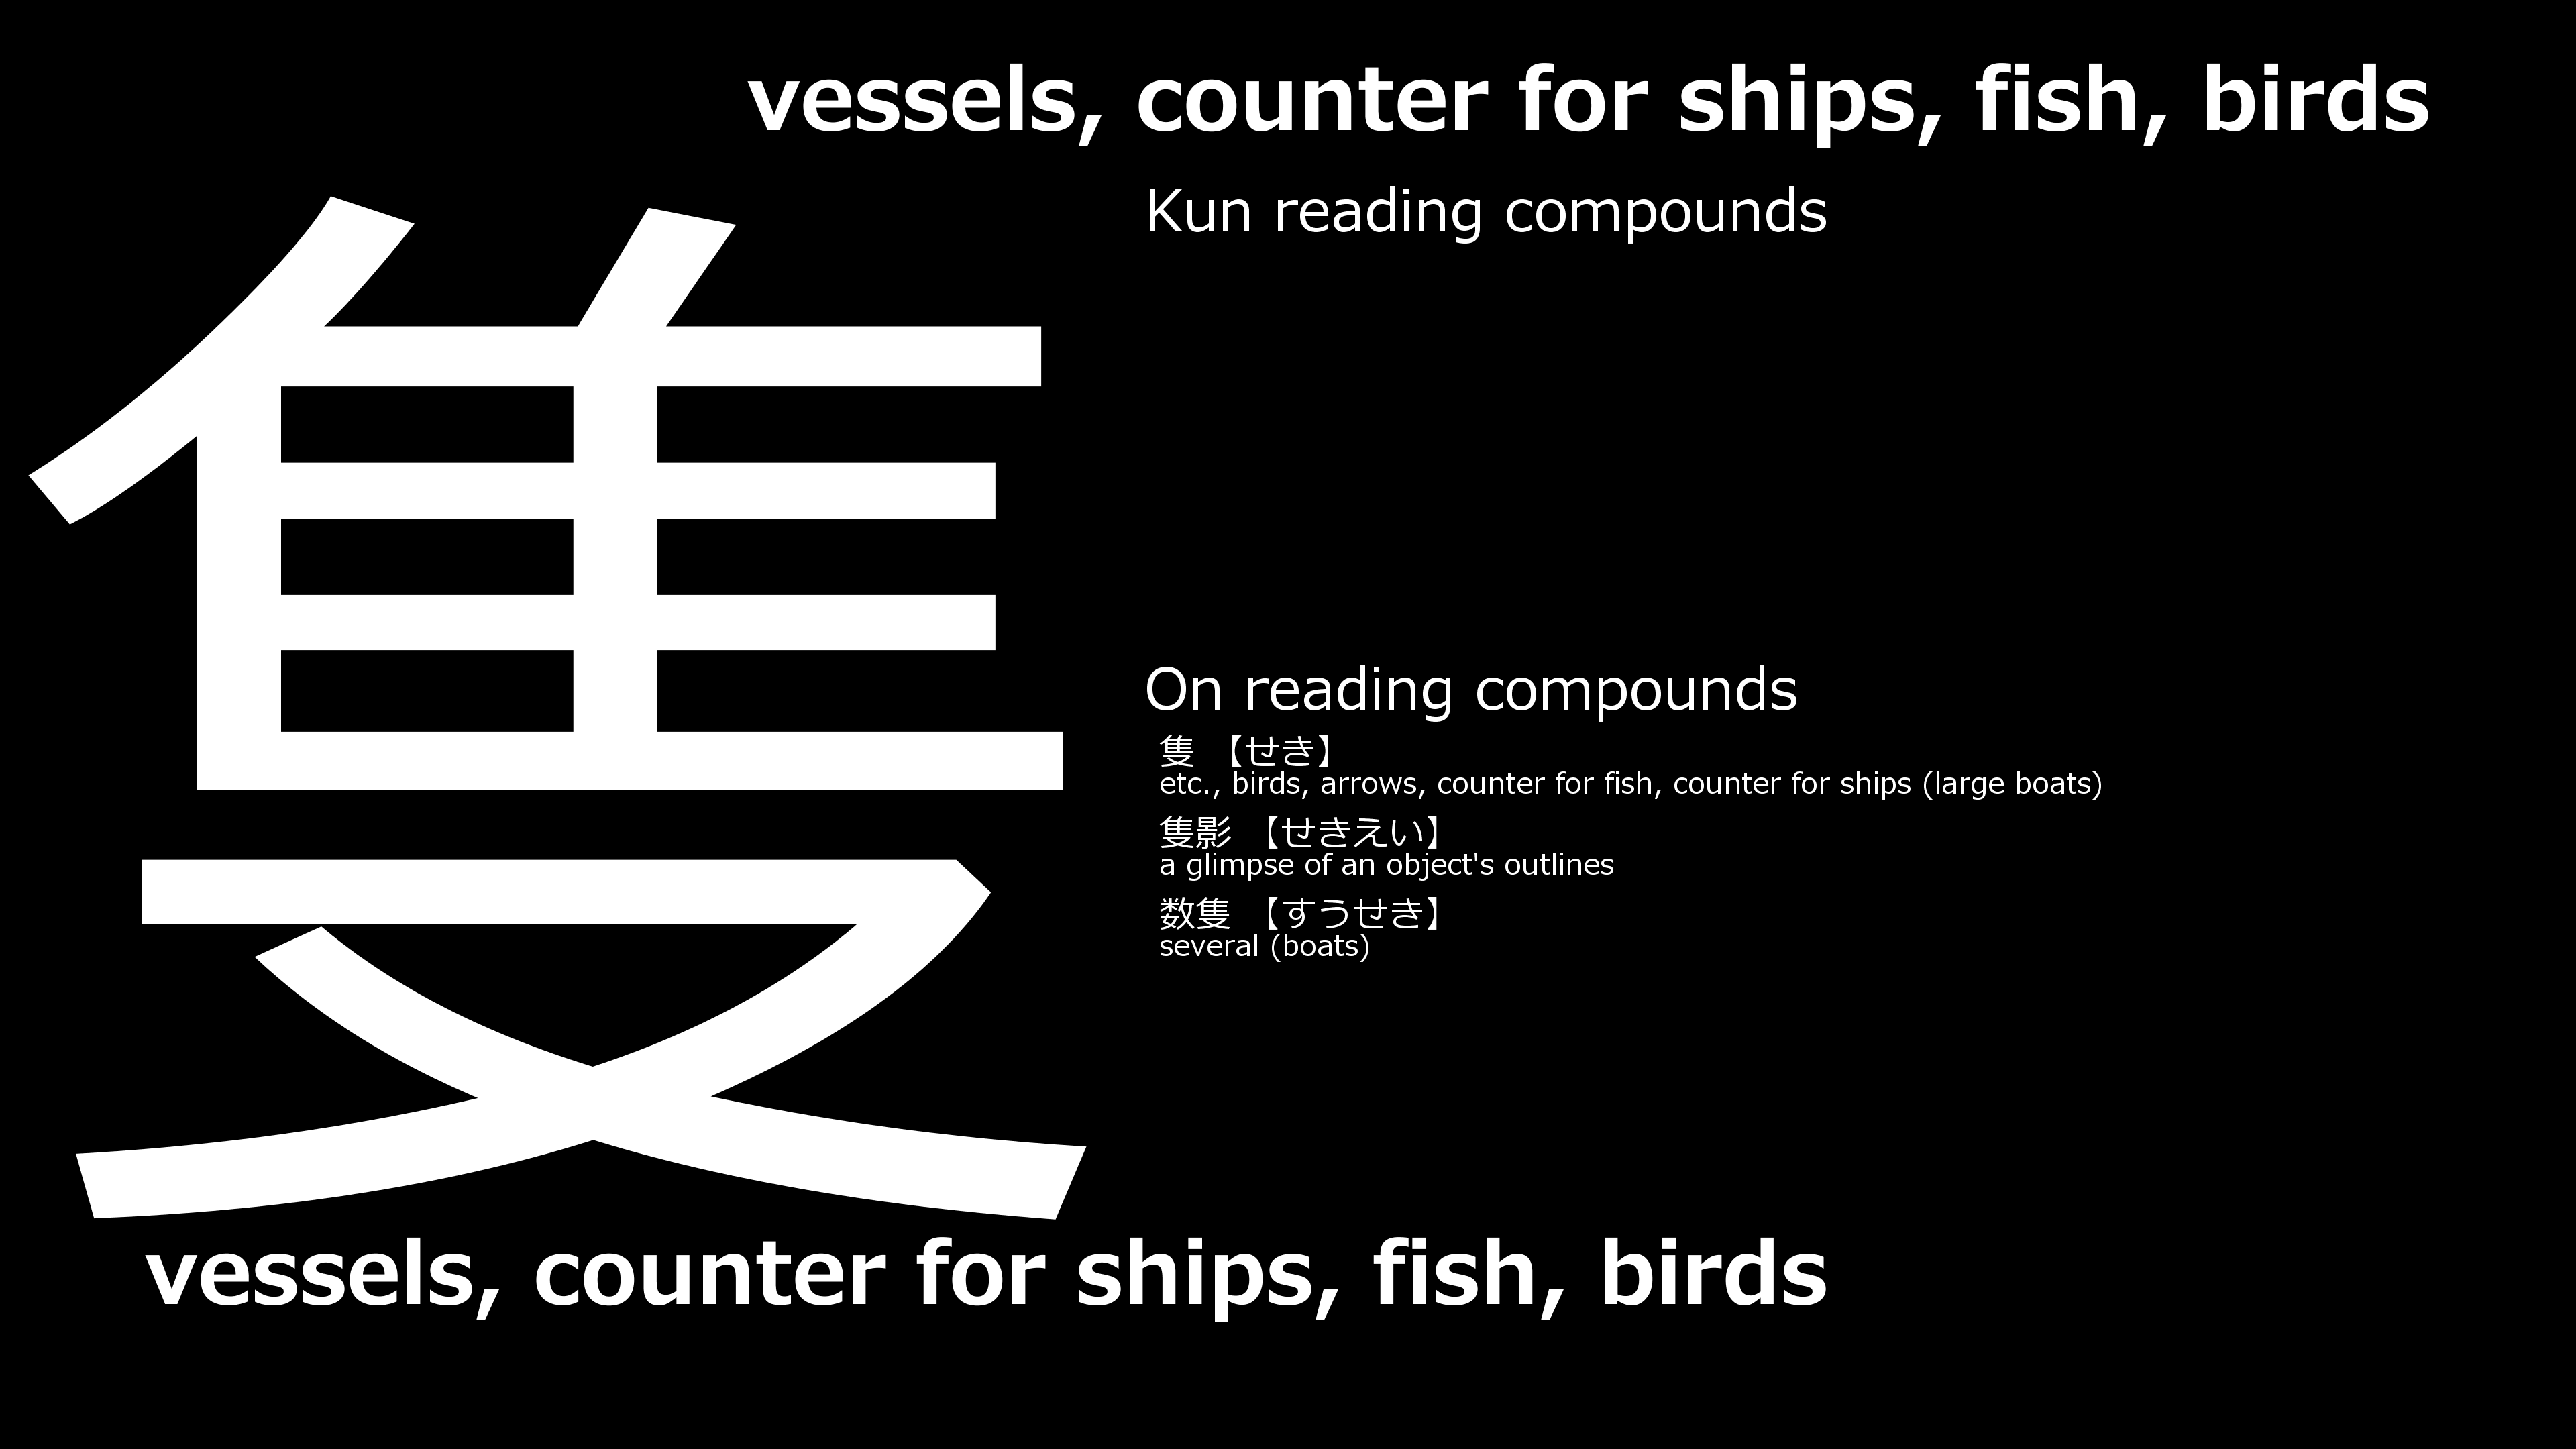 vessels, counter for ships, fish, birds
隻
Kun reading compounds
On reading compounds
隻 【せき】
etc., birds, arrows, counter for fish, counter for ships (large boats)
隻影 【せきえい】
a glimpse of an object's outlines
数隻 【すうせき】
several (boats)
vessels, counter for ships, fish, birds